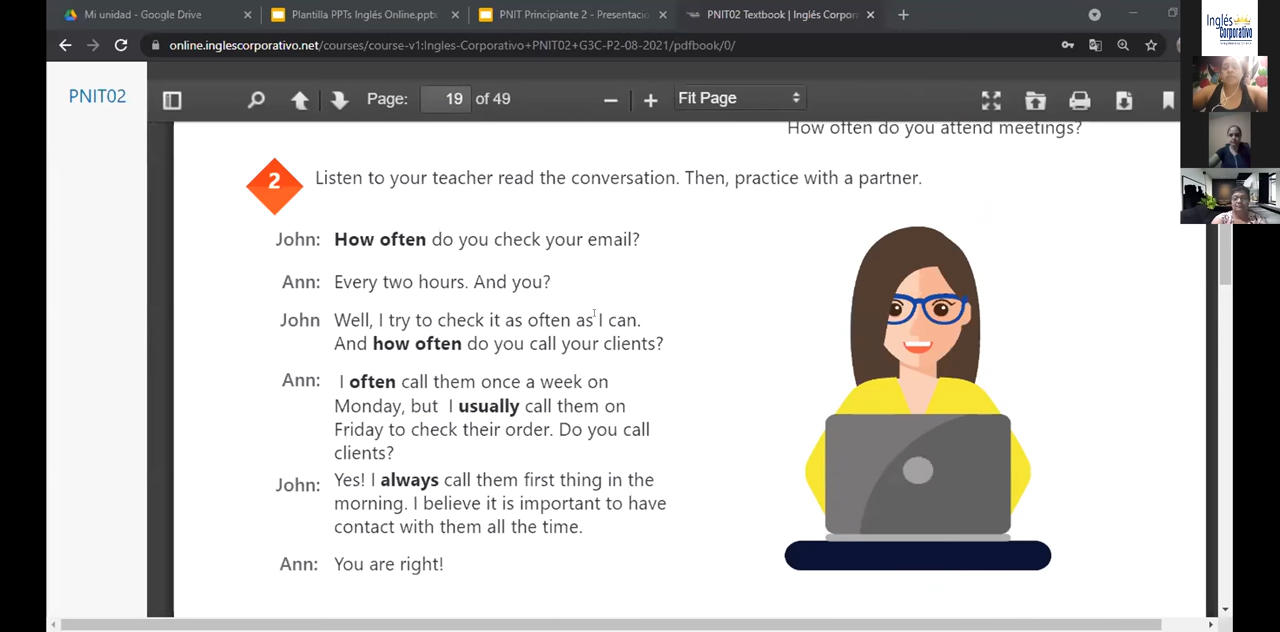 Mi unidad - Google Drive
Plantilla PPTs Inglés Online.pptx
PNIT Principiante 2 - Presentacio
PNIT02 Textbook | Inglés Corpor
online.inglescorporativo.net/courses/course-v1:Ingles-Corporativo+PNIT02+G3C-P2-08-2021/pdfbook/0/
Inglés
Corporativo
PNIT02
Page: 19 of 49
Fit Page
How often do you attend meetings?
2 Listen to your teacher read the conversation. Then, practice with a partner.
John: How often do you check your email?
Ann: Every two hours. And you?
John Well, I try to check it as often as I can.
And how often do you call your clients?
Ann: I often call them once a week on
Monday, but I usually call them on
Friday to check their order. Do you call
clients?
John: Yes! I always call them first thing in the
morning. I believe it is important to have
contact with them all the time.
Ann: You are right!